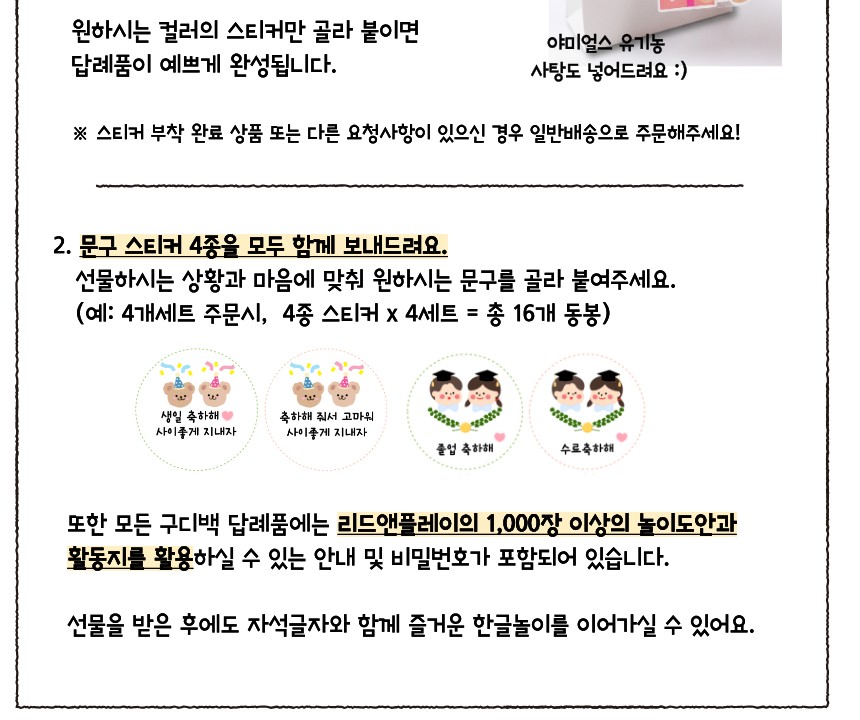 원하시는 컬러의 스티커만 골라 붙이면
답례품이 예쁘게 완성됩니다.
야미얼스 유기농
사탕도 넣어드려요 :)
※ 스티커 부착 완료 상품 또는 다른 요청사항이 있으신 경우 일반배송으로 주문해주세요!
2. 문구 스티커 4종을 모두 함께 보내드려요.
선물하시는 상황과 마음에 맞춰 원하시는 문구를 골라 붙여주세요.
(예: 4개세트 주문시, 4종 스티커 x 4세트 = 총 16개 동봉)
생일 축하해
사이좋게 지내자
축하해 줘서 고마워
사이좋게 지내자
졸업 축하해
수료축하해
또한 모든 구디백 답례품에는 리드앤플레이의 1,000장 이상의 놀이도안과
활동지를 활용하실 수 있는 안내 및 비밀번호가 포함되어 있습니다.
선물을 받은 후에도 자석글자와 함께 즐거운 한글놀이를 이어가실 수 있어요.